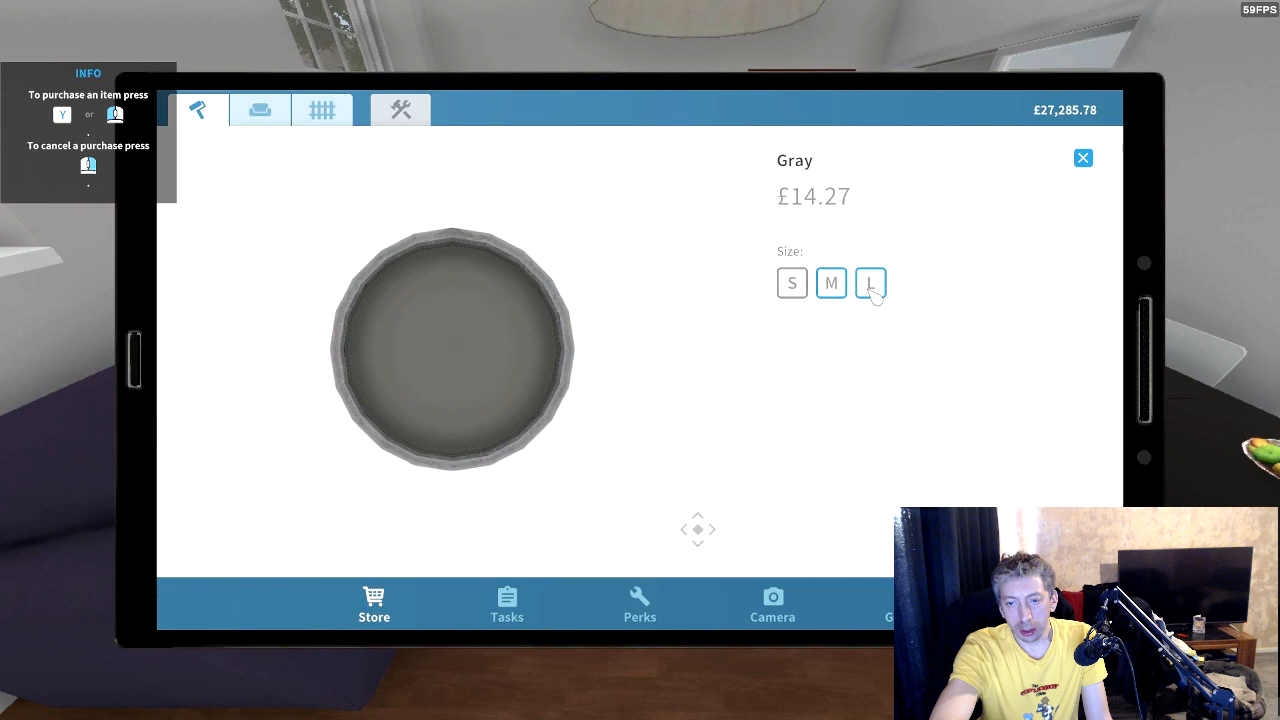 59FPS
INFO
To purchase an item press
Y or
.
To cancel a purchase press
.
£27,285.78
Gray
£14.27
Size:
S M L
Store Tasks Perks Camera G